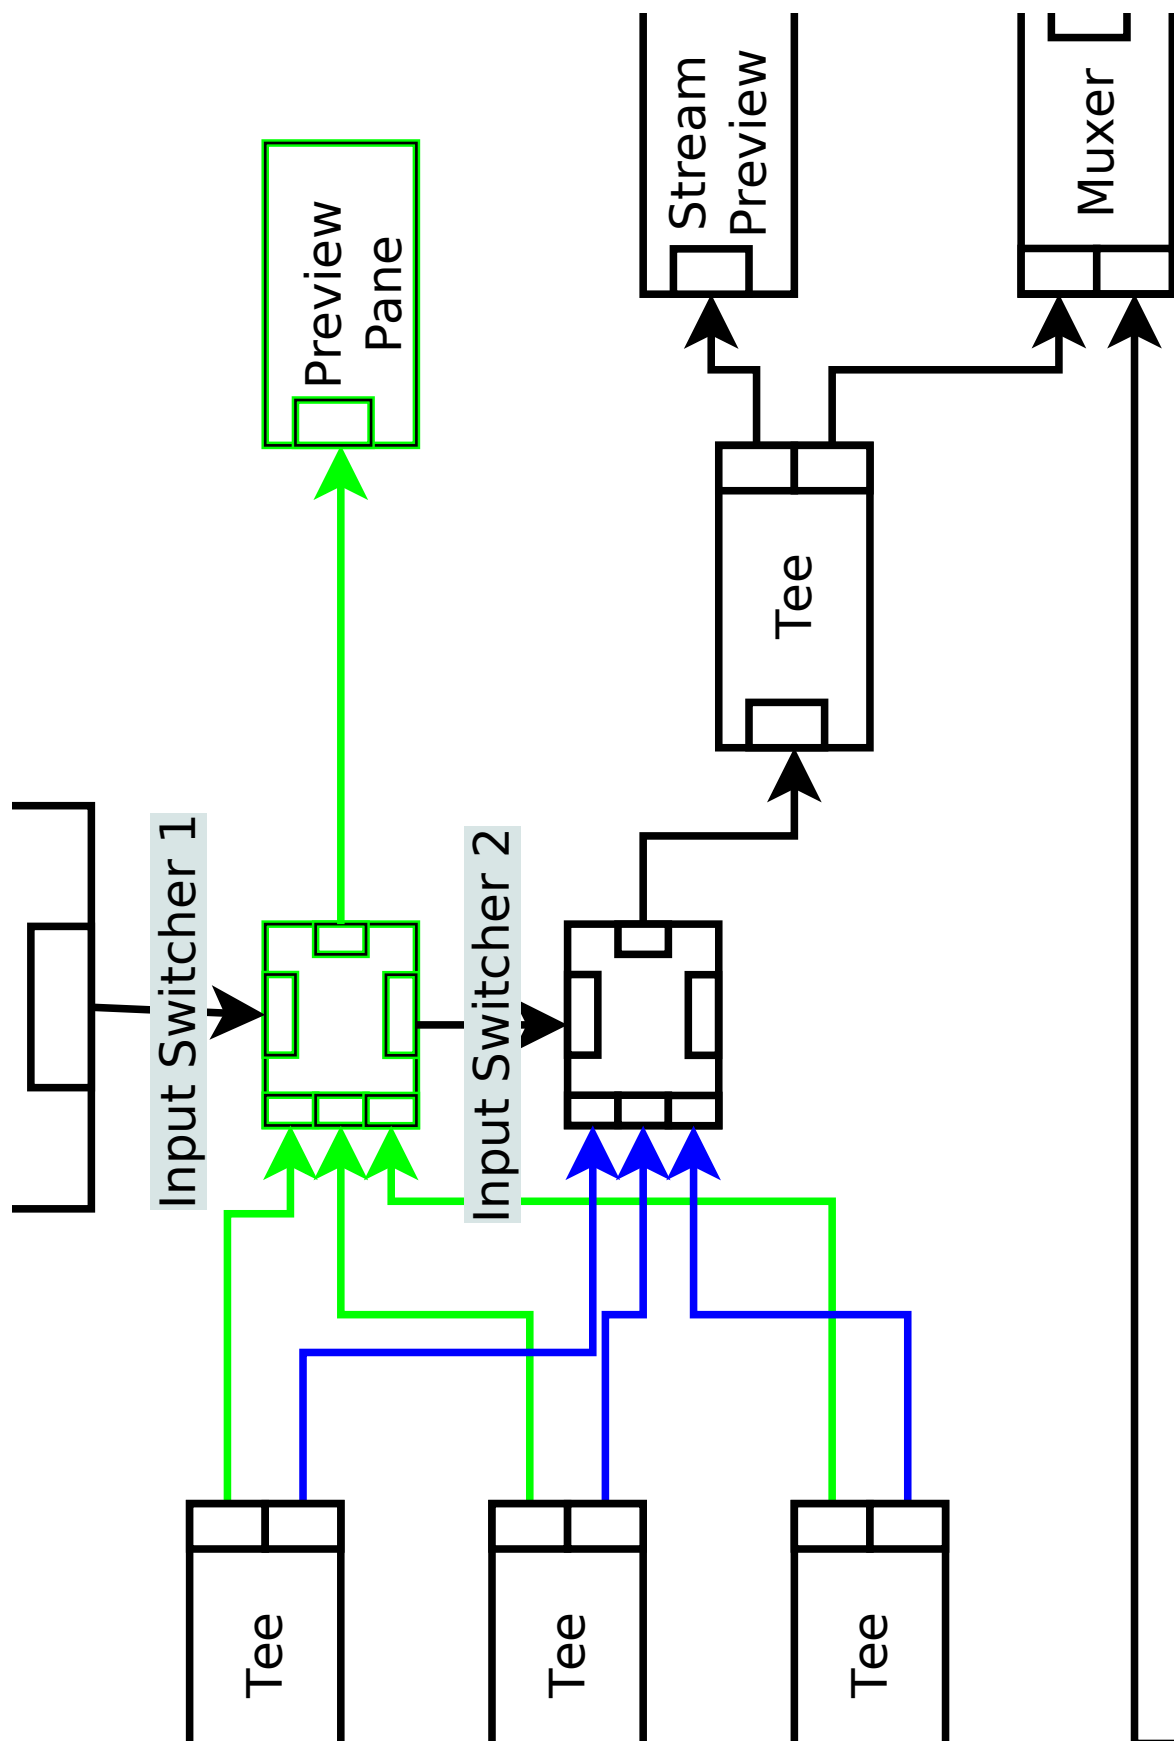 Preview
Pane
Stream
Preview
Muxer
Input Switcher 1
Input Switcher 2
Tee
Tee
Tee
Tee